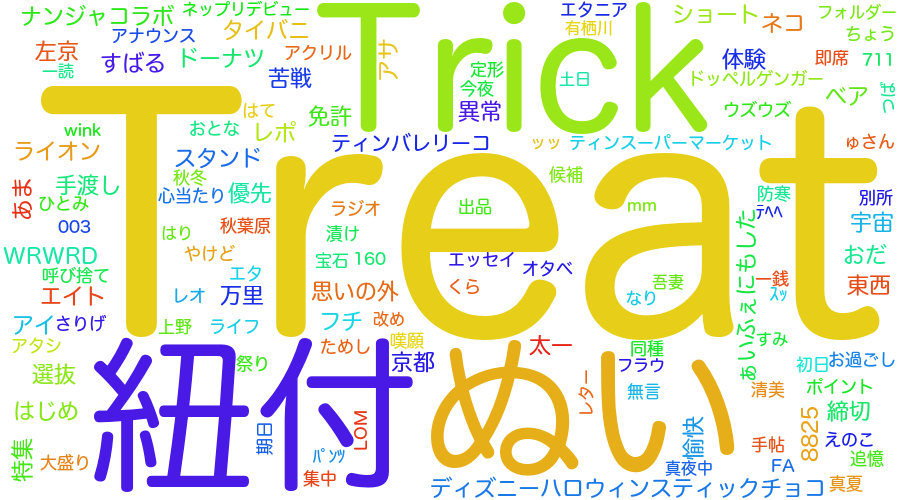 ナンジャコラボ
ネップリデビュー
Trick
エタニア
有栖川
ショート
ネコ
フォルダー
ちょう
左京
アナウンス
タイバニ
アサ
一読
すばる
ドーナツ
アクリル
苦戦
定形
今夜
土日
体験
即席
711
ドッペルゲンガー
異常
ベア
ぱにっ
Treat
はて
免許
ウズウズ
wink
おとな
レポ
ティンバレリーコ
ッッ
ティンスーパーマーケット
ゅさん
ライオン
スタンド
候補
秋冬
あま
手渡し
心当たり
優先
防寒
別所
ひとみ
ラジオ
出品
mm
ﾃﾍﾍ
003
はり
秋葉原
漬け
宇宙
あいふぇにもした
WRWRD
やけど
宝石
160
エッセイ
オタベ
おだ
呼び捨て
エタ
吾妻
一銭
東西
エイト
レオ
万里
思いの外
くら
なり
ｽｯ
アイ
さりげ
上野
ライフ
フチ
改め
すみ
アタシ
ためし
嘆願
太一
同種
選抜
祭り
京都
フラウ
初日
お過ごし
紐付
ぬい
レター
無言
清美
ポイント
はじめ
期日
LOM
愉快
8825
締切
特集
大盛り
ﾊﾟﾝﾂ
集中
手帖
えのこ
真夜中
FA
追憶
ディズニーハロウィンスティックチョコ
真夏